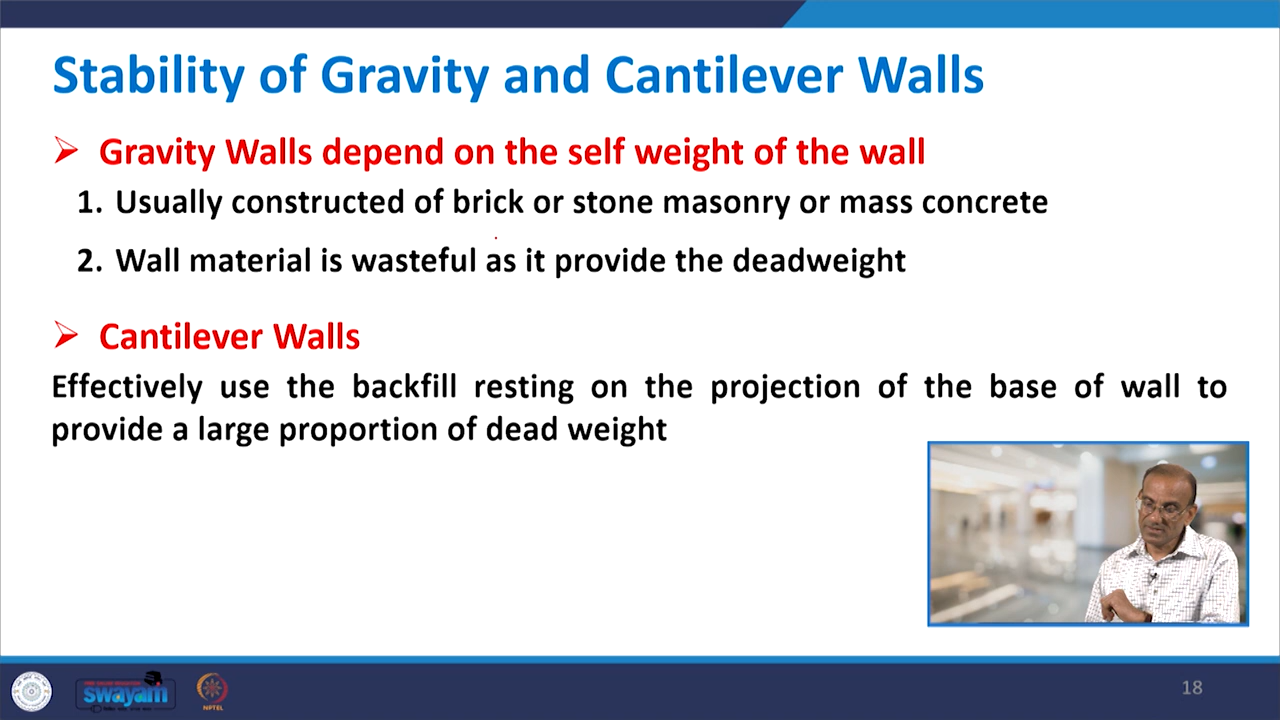 Stability of Gravity and Cantilever Walls
➢ Gravity Walls depend on the self weight of the wall
1. Usually constructed of brick or stone masonry or mass concrete
2. Wall material is wasteful as it provide the deadweight
➢ Cantilever Walls
Effectively use the backfill resting on the projection of the base of wall to
provide a large proportion of dead weight
swayam
NPTEL
18